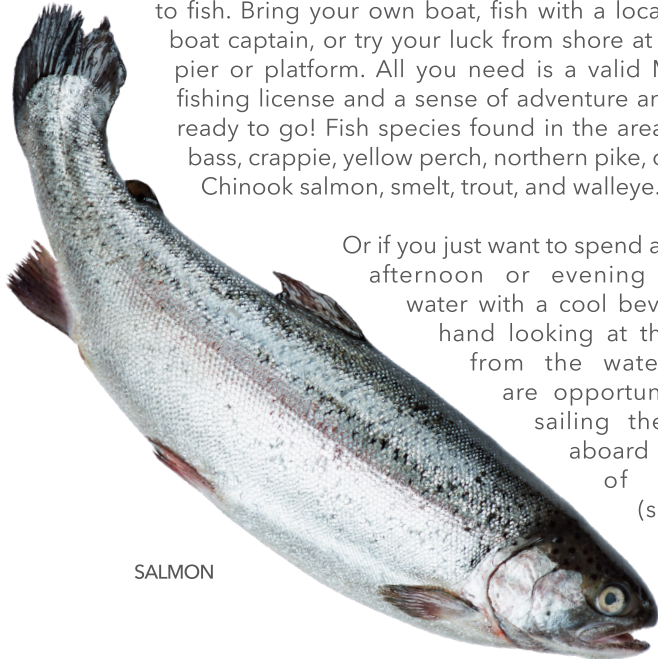 to fish. Bring your own boat, fish with a loca
boat captain, or try your luck from shore at
pier or platform. All you need is a valid M
fishing license and a sense of adventure an
ready to go! Fish species found in the area
bass, crappie, yellow perch, northern pike, c
Chinook salmon, smelt, trout, and walleye.
Or if you just want to spend a
afternoon or evening
water with a cool bev
hand looking at th
from the wate
are opportun
sailing the
aboard
of
(s
SALMON